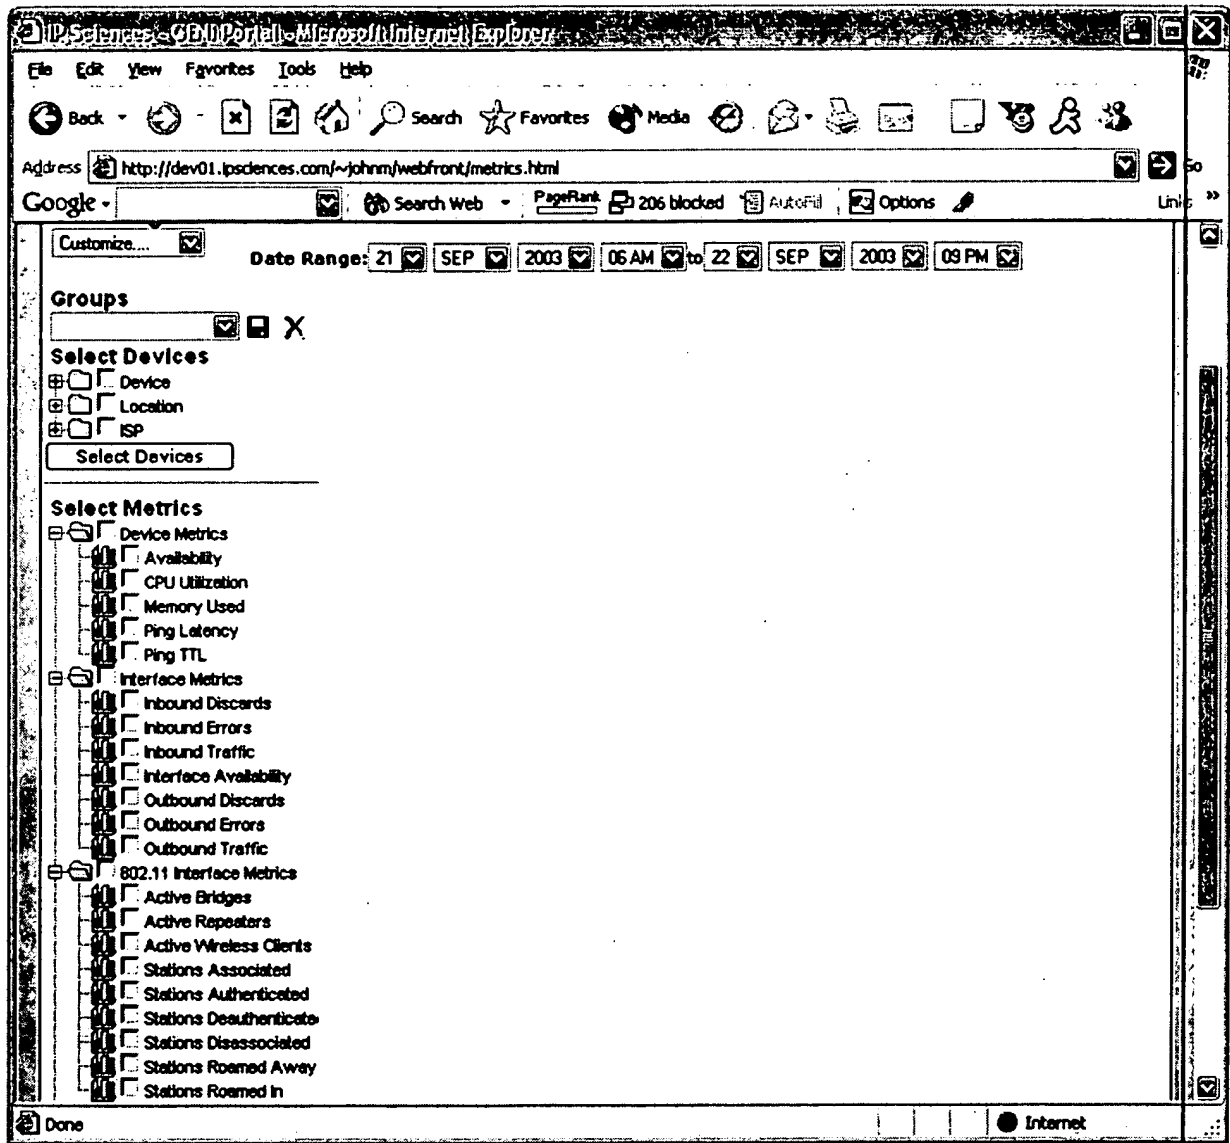 IP Sciences - GENII Portal - Microsoft Internet Explorer
File Edit View Favorites Tools Help
Back Search Favorites Media
Address http://dev01.ipsciences.com/~johnm/webfront/metrics.html Go
Google Search Web PageRank 206 blocked AutoFill Options Links »
Customize....
Date Range: 21 SEP 2003 06 AM to 22 SEP 2003 09 PM
Groups
Select Devices
Device
Location
ISP
Select Devices
Select Metrics
Device Metrics
Availability
CPU Utilization
Memory Used
Ping Latency
Ping TTL
Interface Metrics
Inbound Discards
Inbound Errors
Inbound Traffic
Interface Availability
Outbound Discards
Outbound Errors
Outbound Traffic
802.11 Interface Metrics
Active Bridges
Active Repeaters
Active Wireless Clients
Stations Associated
Stations Authenticated
Stations Deauthenticate
Stations Disassociated
Stations Roamed Away
Stations Roamed In
Done Internet